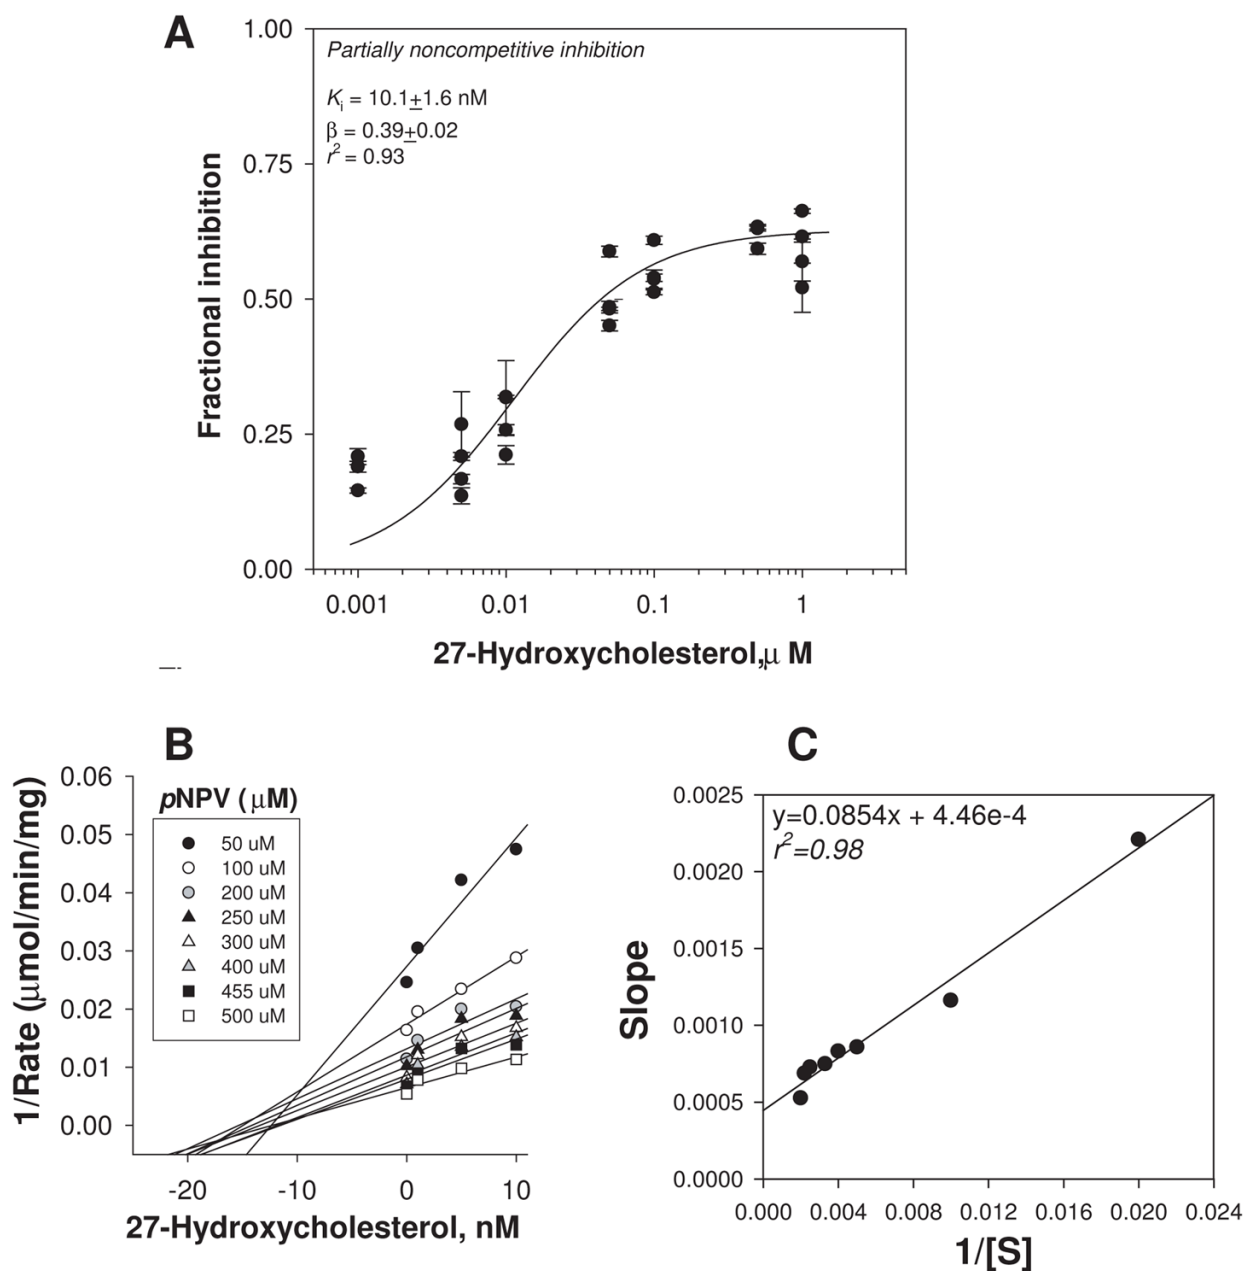 A
Partially noncompetitive inhibition
Ki = 10.1±1.6 nM
β = 0.39±0.02
r² = 0.93
Fractional inhibition
1.00
0.75
0.50
0.25
0.00
0.001 0.01 0.1 1
27-Hydroxycholesterol,μ M
B
1/Rate (μmol/min/mg)
0.06
0.05
0.04
0.03
0.02
0.01
0.00
pNPV (μM)
50 uM
100 uM
200 uM
250 uM
300 uM
400 uM
455 uM
500 uM
-20 -10 0 10
27-Hydroxycholesterol, nM
C
Slope
0.0025
0.0020
0.0015
0.0010
0.0005
0.0000
y=0.0854x + 4.46e-4
r²=0.98
0.000 0.004 0.008 0.012 0.016 0.020 0.024
1/[S]